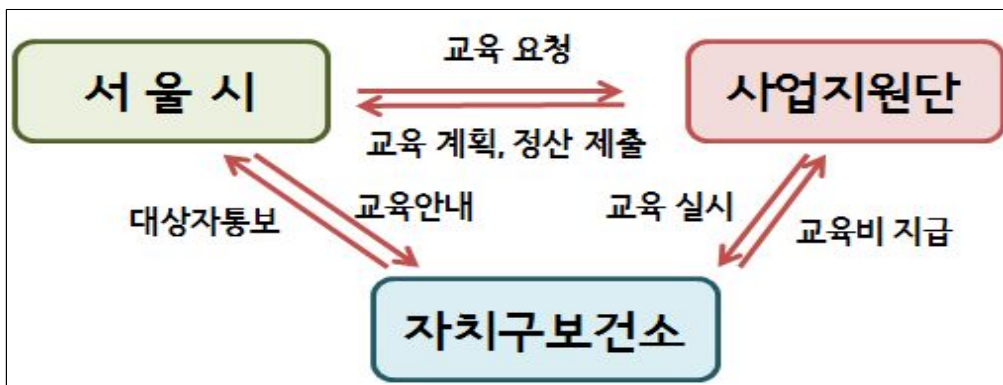 교육 요청
서 울 시
사업지원단
교육 계획, 정산 제출
대상자통보
교육안내
교육 실시
교육비 지급
자치구보건소